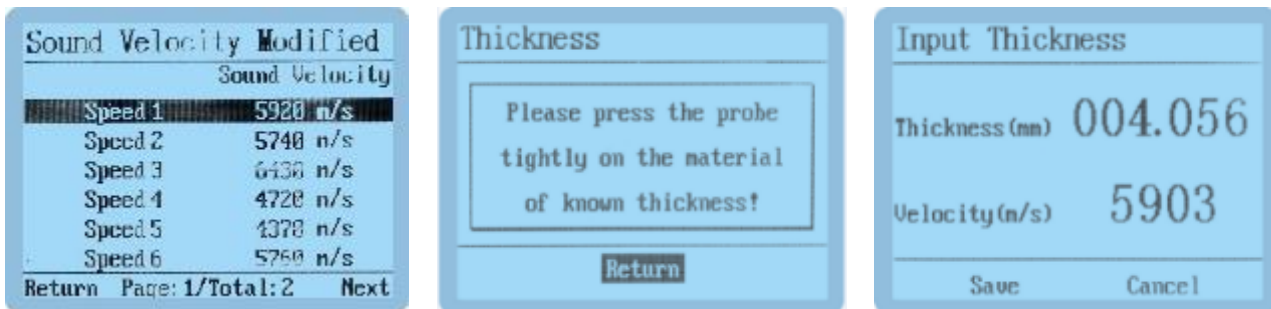 Sound Velocity Modified
Sound Velocity
Speed 1 5920 m/s
Speed 2 5740 m/s
Speed 3 m/s
Speed 4 4720 m/s
Speed 5 4370 m/s
Speed 6 5760 m/s
Return Page:1/Total:2 Next
Thickness
Please press the probe
tightly on the material
of known thickness!
Return
Input Thickness
Thickness(mm) 004.056
Velocity(m/s) 5903
Save Cancel